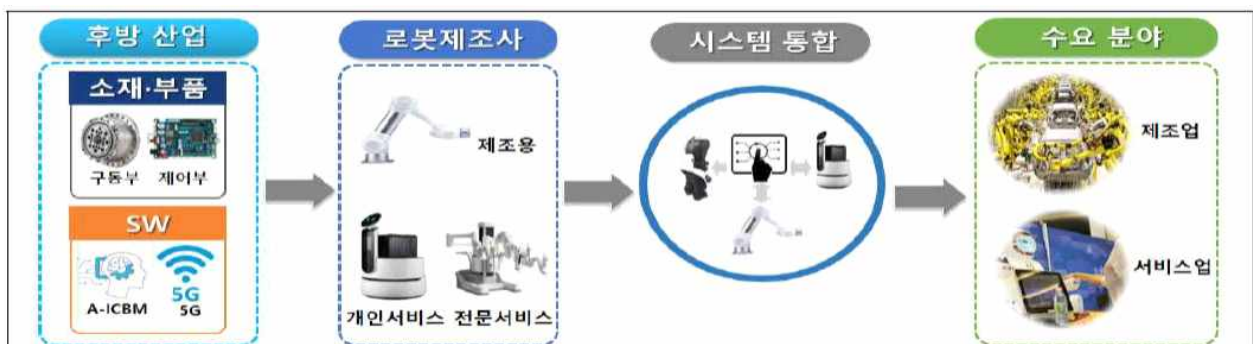 후방 산업
소재·부품
구동부 제어부
SW
A-ICBM
5G
5G
로봇제조사
제조용
개인서비스 전문서비스
시스템 통합
수요 분야
제조업
서비스업